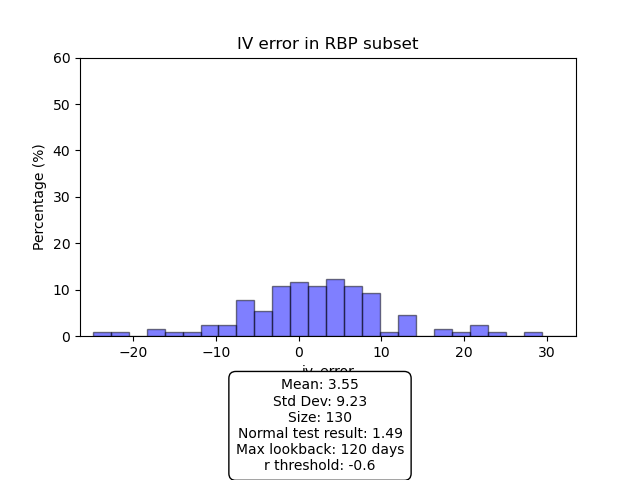 IV error in RBP subset
60
50
40
30
20
10
0
Percentage (%)
−20
−10
0
10
20
30
iv_error
Mean: 3.55
Std Dev: 9.23
Size: 130
Normal test result: 1.49
Max lookback: 120 days
r threshold: -0.6